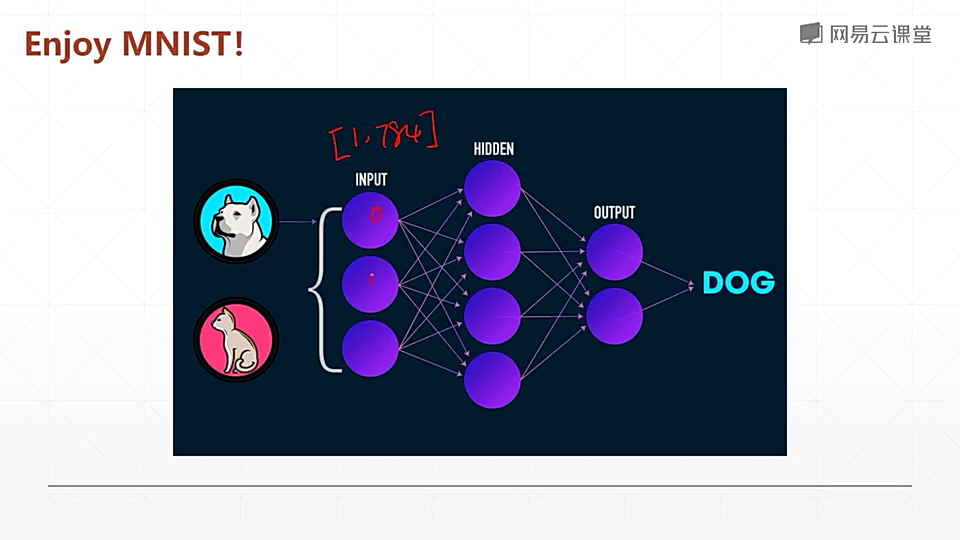 Enjoy MNIST!
网易云课堂
[1, 784]
HIDDEN
INPUT
OUTPUT
0
1
DOG